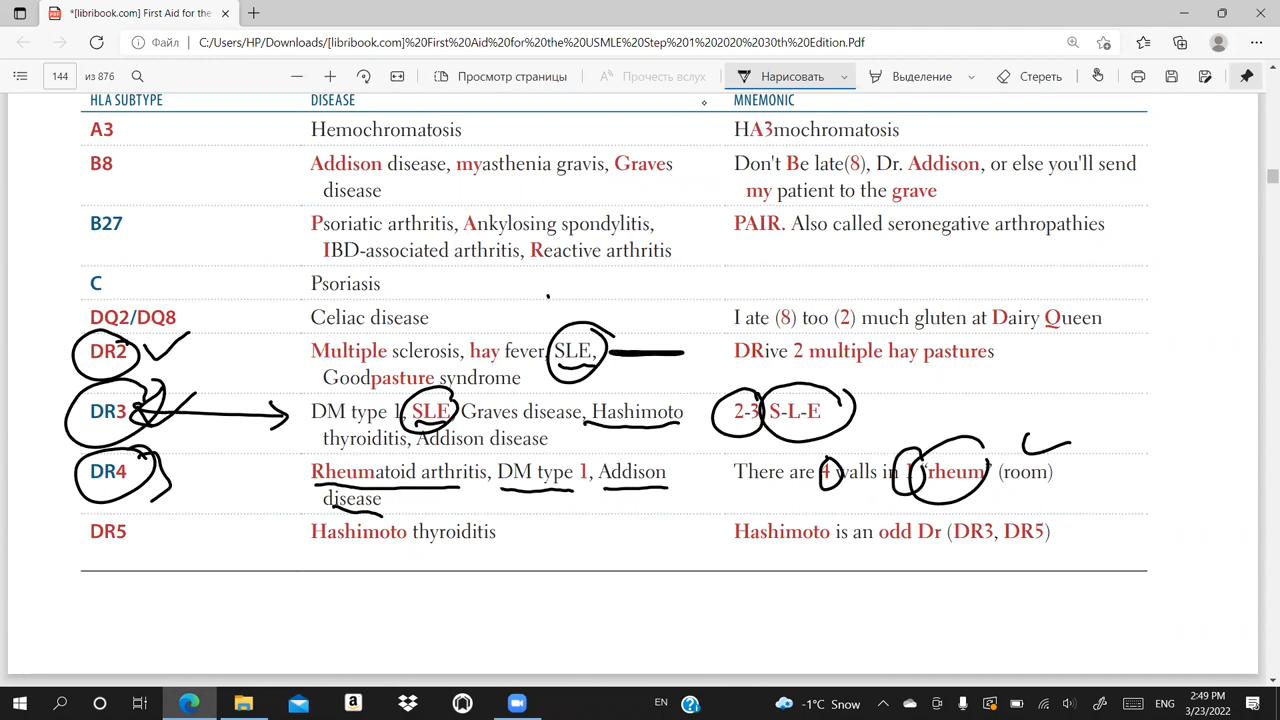 *[libribook.com] First Aid for the
Файл C:/Users/HP/Downloads/[libribook.com]%20First%20Aid%20for%20the%20USMLE%20Step%201%202020%2030th%20Edition.Pdf
144 из 876 Просмотр страницы Прочесть вслух Нарисовать Выделение Стереть
HLA SUBTYPE DISEASE MNEMONIC
A3 Hemochromatosis HA3mochromatosis
B8 Addison disease, myasthenia gravis, Graves Don't Be late(8), Dr. Addison, or else you'll send
disease my patient to the grave
B27 Psoriatic arthritis, Ankylosing spondylitis, PAIR. Also called seronegative arthropathies
IBD-associated arthritis, Reactive arthritis
C Psoriasis
DQ2/DQ8 Celiac disease I ate (8) too (2) much gluten at Dairy Queen
DR2 Multiple sclerosis, hay fever, SLE, DRive 2 multiple hay pastures
Goodpasture syndrome
DR3 DM type 1, SLE, Graves disease, Hashimoto 2-3, S-L-E
thyroiditis, Addison disease
DR4 Rheumatoid arthritis, DM type 1, Addison There are 4 walls in 1 "rheum" (room)
disease
DR5 Hashimoto thyroiditis Hashimoto is an odd Dr (DR3, DR5)
EN -1°C Snow ENG 2:49 PM
3/23/2022